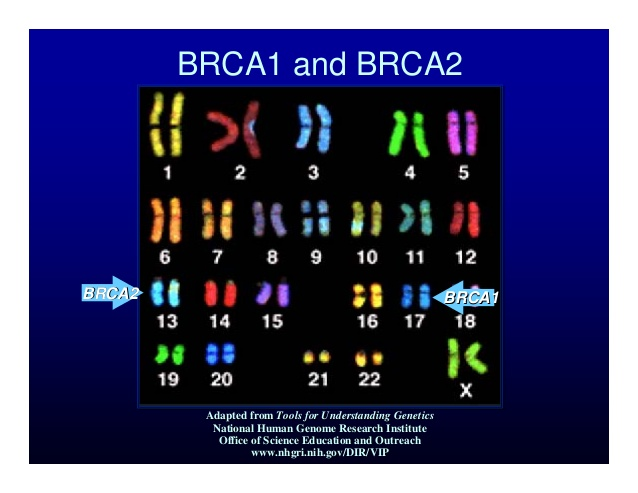 BRCA1 and BRCA2
1 2 3 4 5
6 7 8 9 10 11 12
BRCA2 BRCA1
13 14 15 16 17 18
19 20 21 22 X
Adapted from Tools for Understanding Genetics
National Human Genome Research Institute
Office of Science Education and Outreach
www.nhgri.nih.gov/DIR/VIP